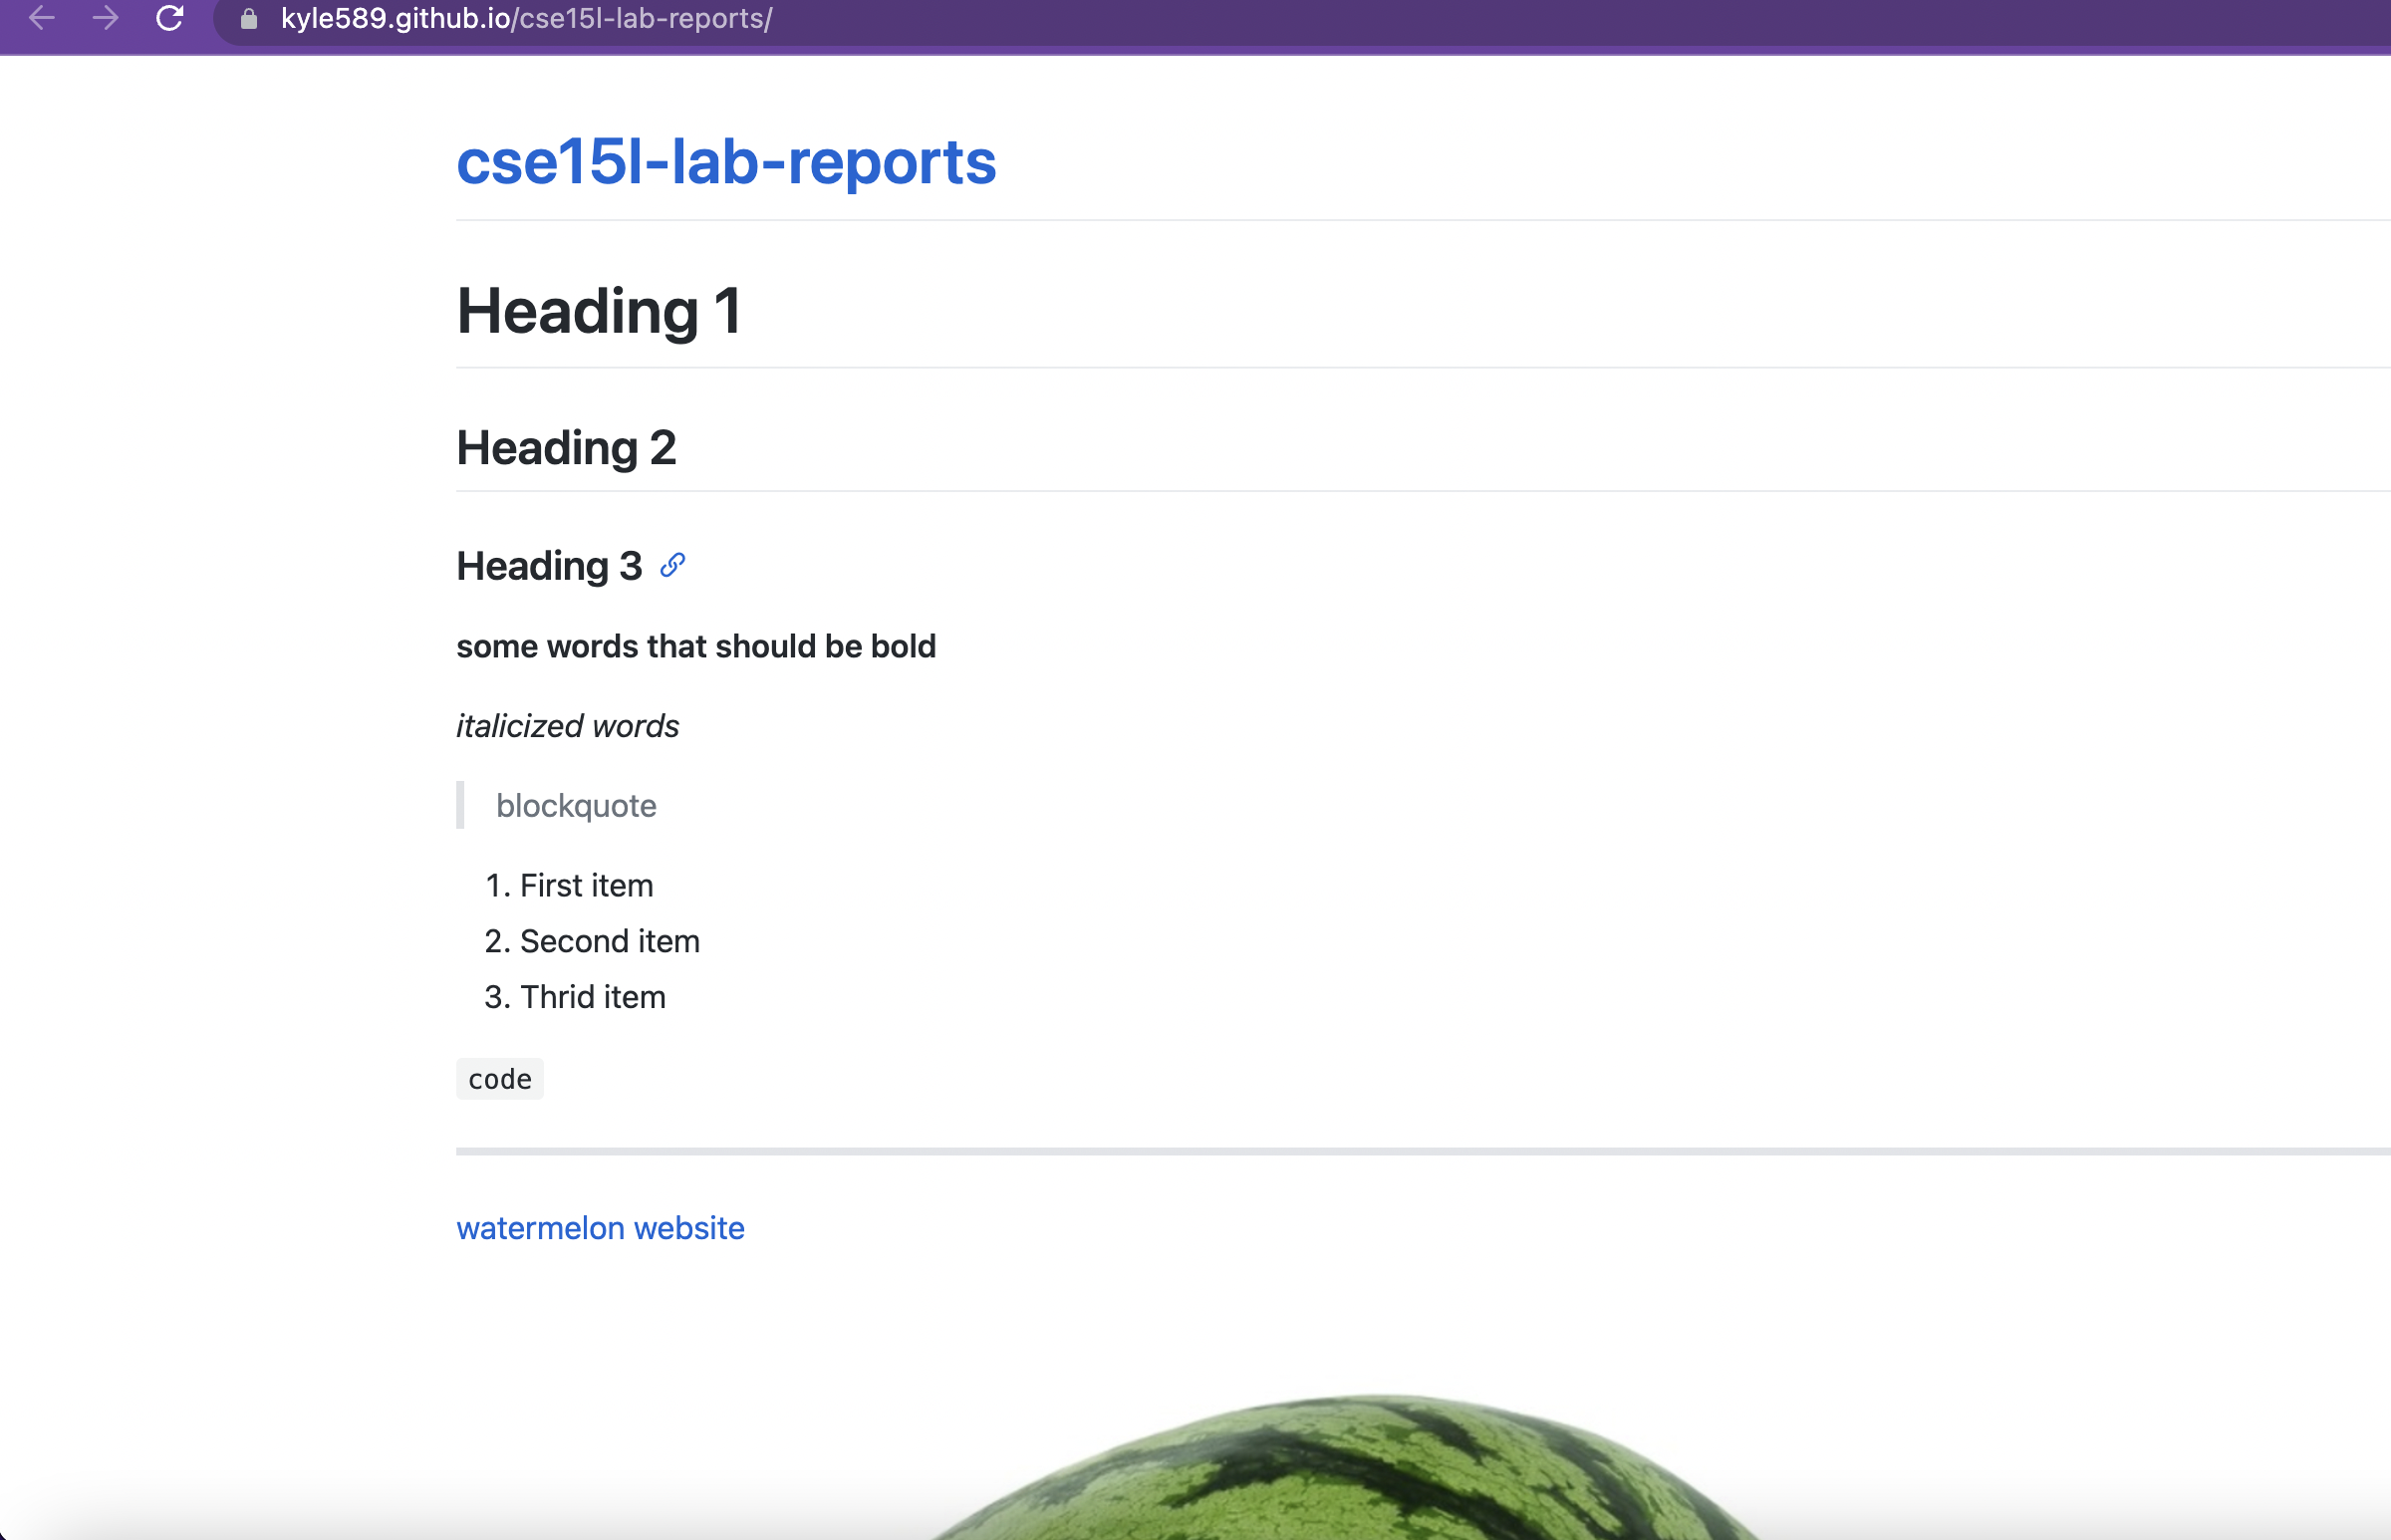 kyle589.github.io/cse15l-lab-reports/
cse15l-lab-reports
Heading 1
Heading 2
Heading 3
some words that should be bold
italicized words
blockquote
1. First item
2. Second item
3. Thrid item
code
watermelon website